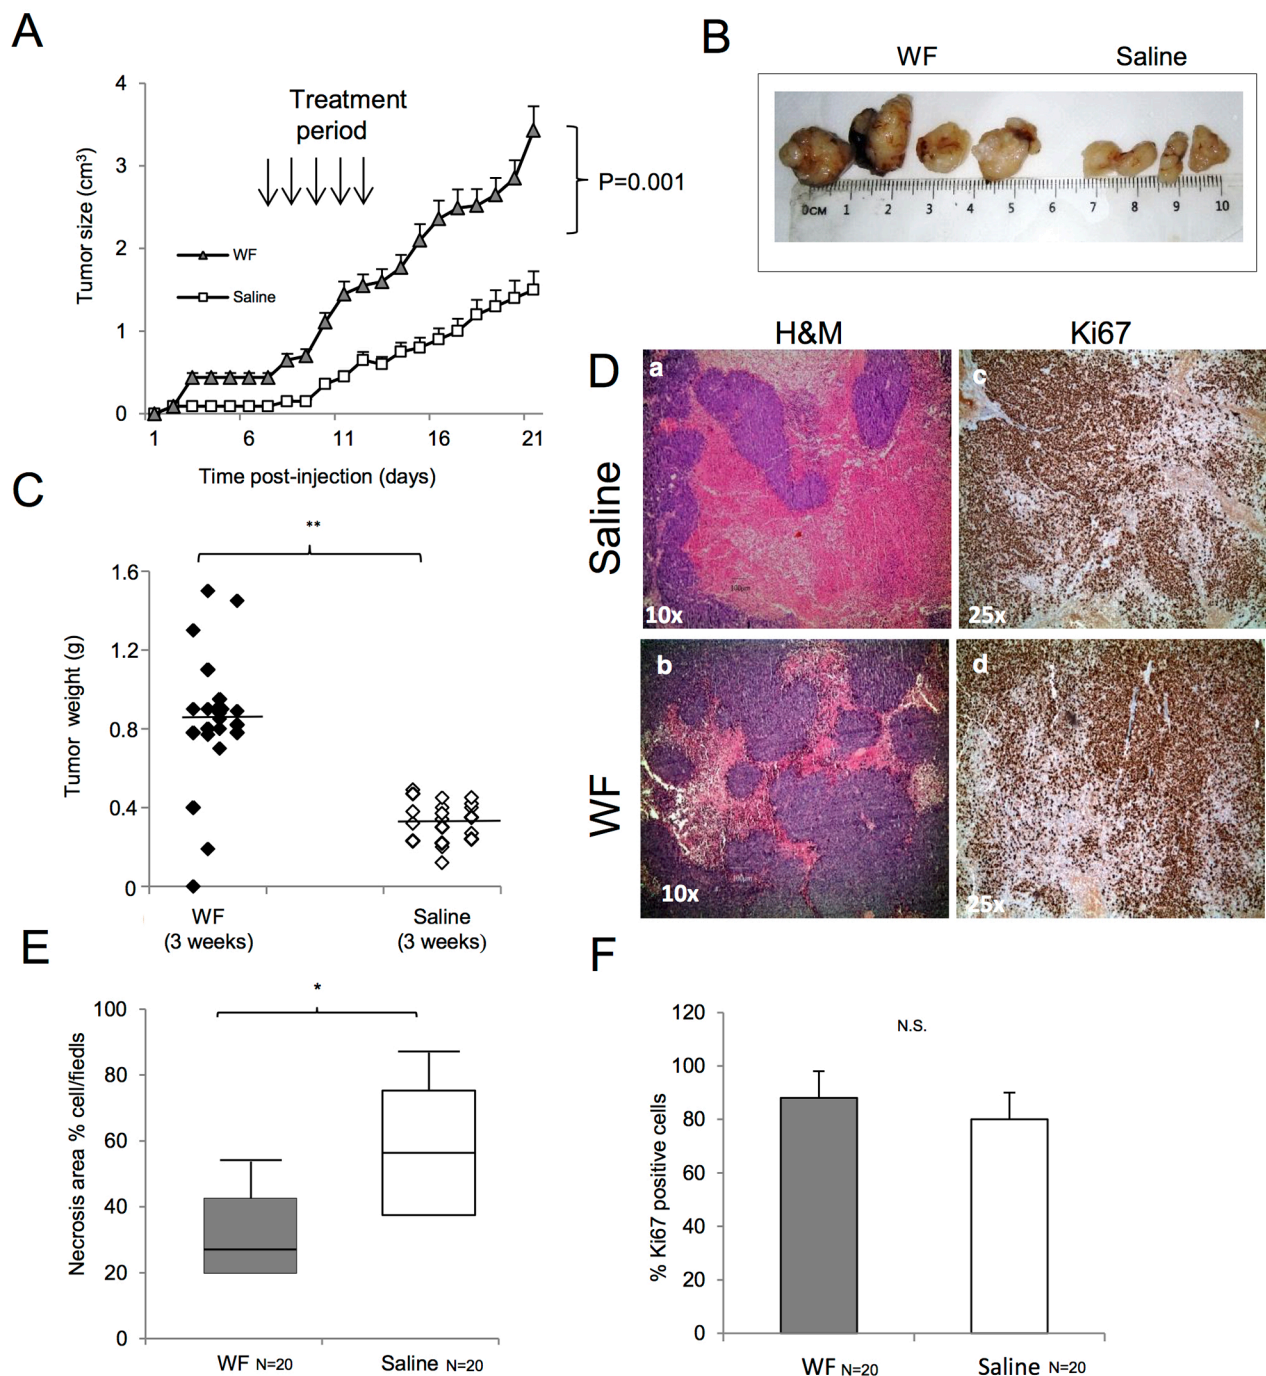 A
4
3
2
1
0
Tumor size (cm³)
Treatment
period
WF
Saline
P=0.001
1
6
11
16
21
Time post-injection (days)
B
WF
Saline
0CM 1 2 3 4 5 6 7 8 9 10
C
**
1.6
1.2
0.8
0.4
0
Tumor weight (g)
WF
(3 weeks)
Saline
(3 weeks)
D
H&M
Ki67
Saline
WF
a
100µm
10x
c
25x
b
100µm
10x
d
25x
E
*
100
80
60
40
20
0
Necrosis area % cell/fiedls
WF N=20
Saline N=20
F
N.S.
120
100
80
60
40
20
0
% Ki67 positive cells
WF N=20
Saline N=20